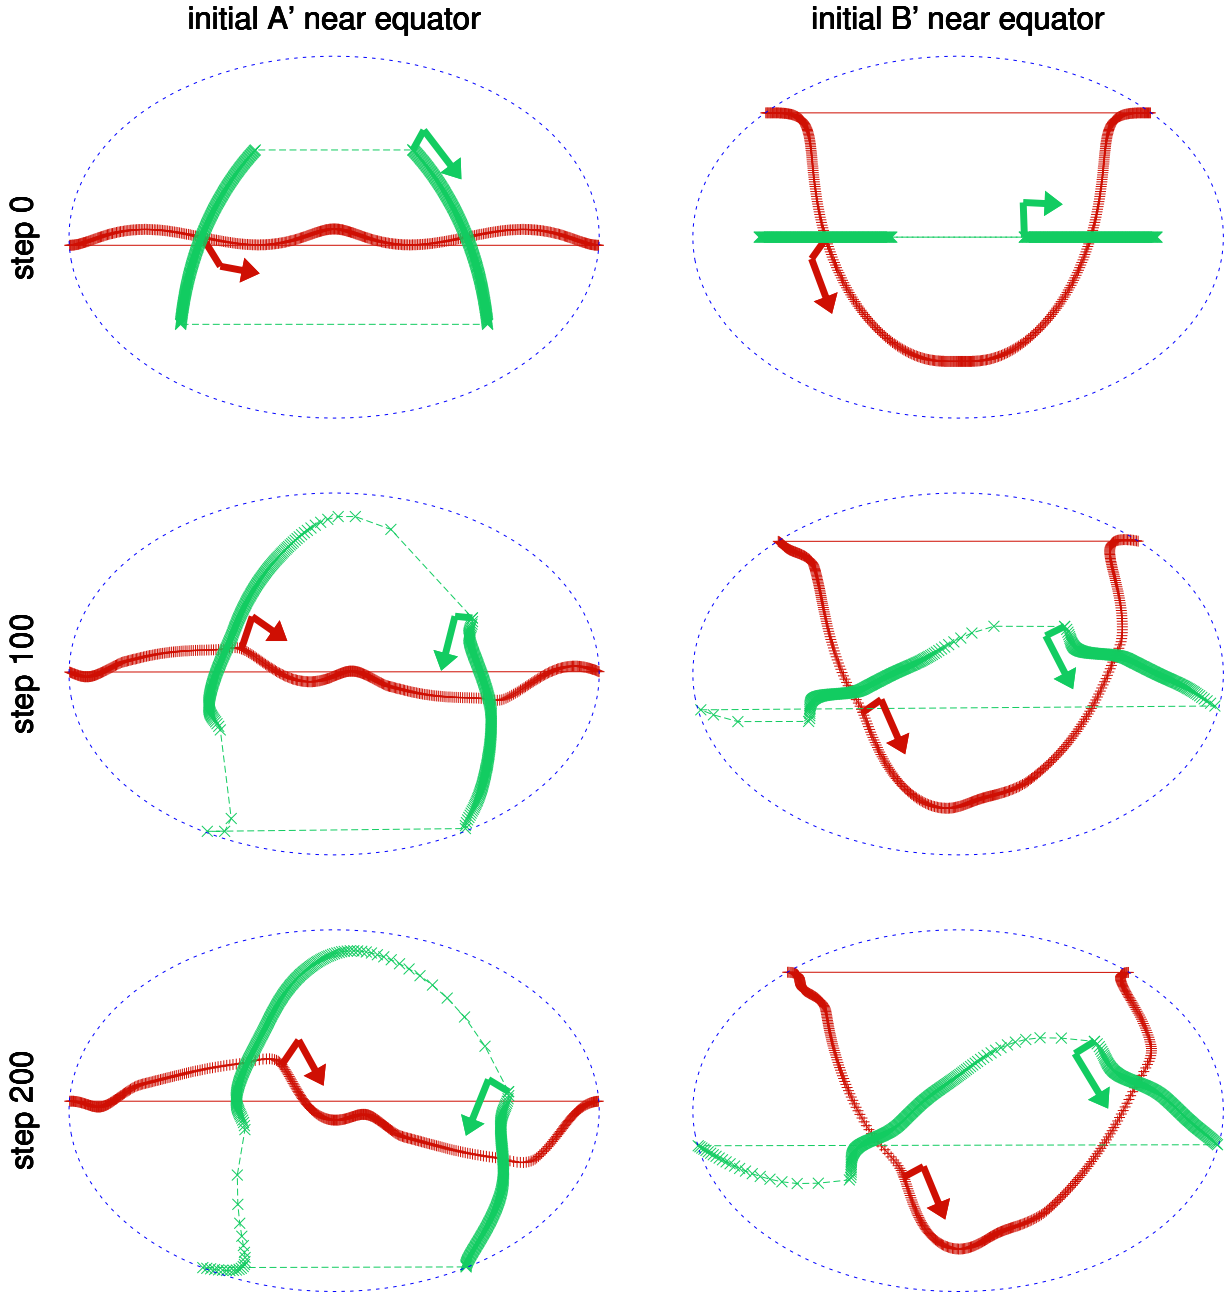 initial A’ near equator
initial B’ near equator
step 0
step 100
step 200